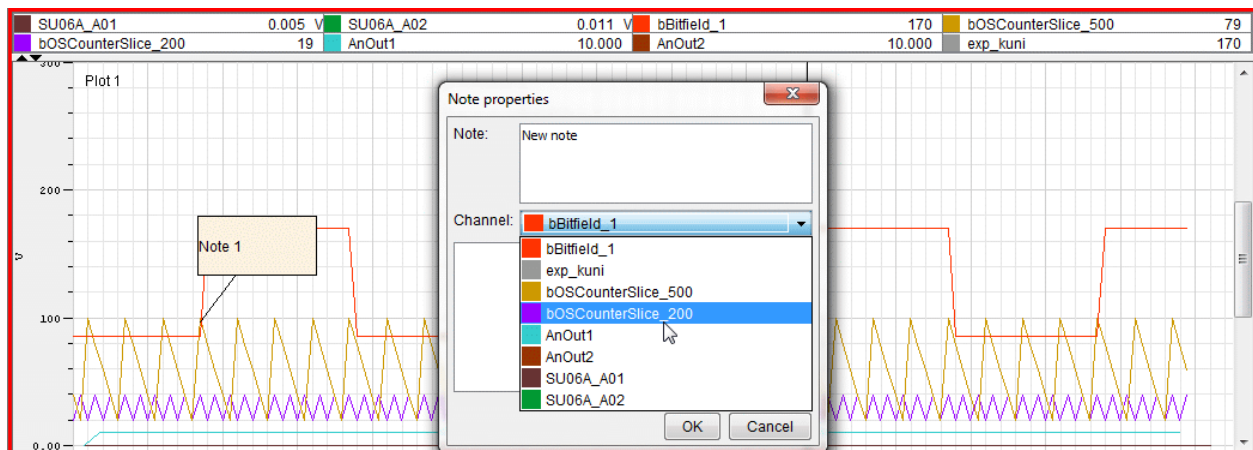 SU06A_A01 0.005 V SU06A_A02 0.011 V bBitfield_1 170 bOSCounterSlice_500 79
bOSCounterSlice_200 19 AnOut1 10.000 AnOut2 10.000 exp_kuni 170
300
Plot 1
200
100
0.00
V
Note 1
Note properties
Note: New note
Channel: bBitfield_1
bBitfield_1
exp_kuni
bOSCounterSlice_500
bOSCounterSlice_200
AnOut1
AnOut2
SU06A_A01
SU06A_A02
OK Cancel